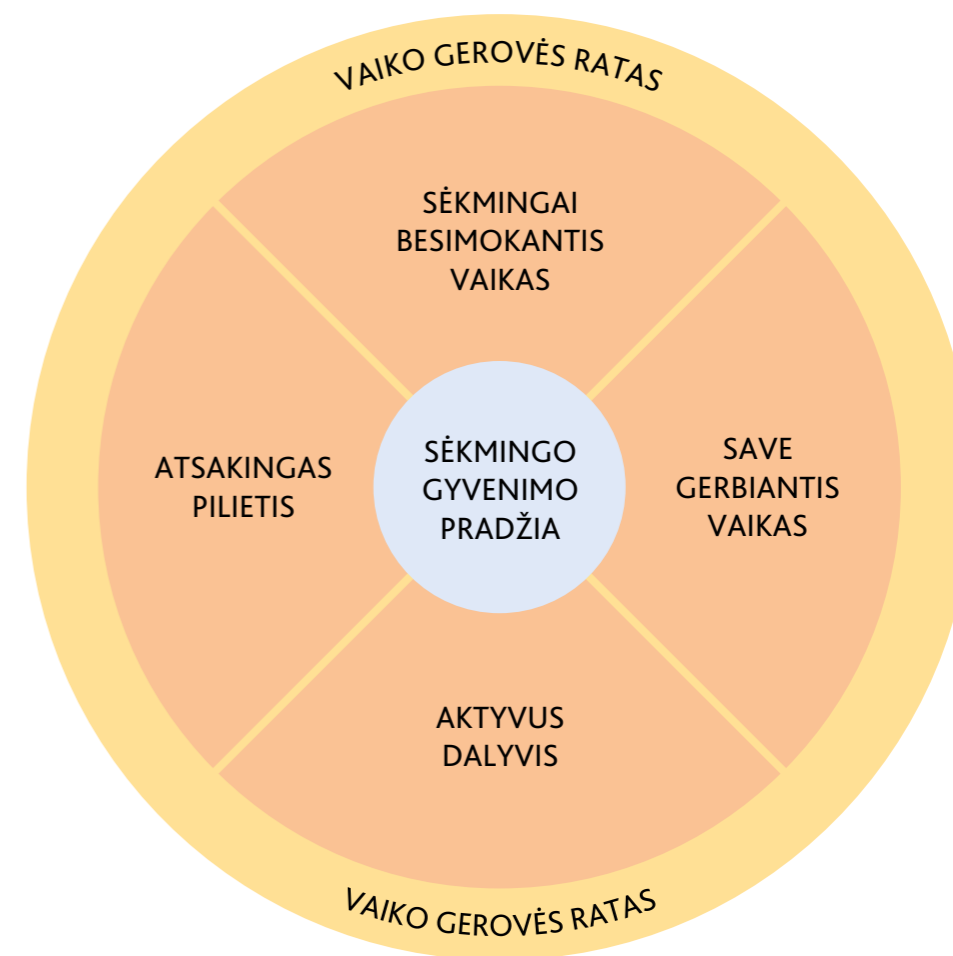 VAIKO GEROVĖS RATAS
SĖKMINGAI
BESIMOKANTIS
VAIKAS
ATSAKINGAS
PILIETIS
SĖKMINGO
GYVENIMO
PRADŽIA
SAVE
GERBIANTIS
VAIKAS
AKTYVUS
DALYVIS
VAIKO GEROVĖS RATAS